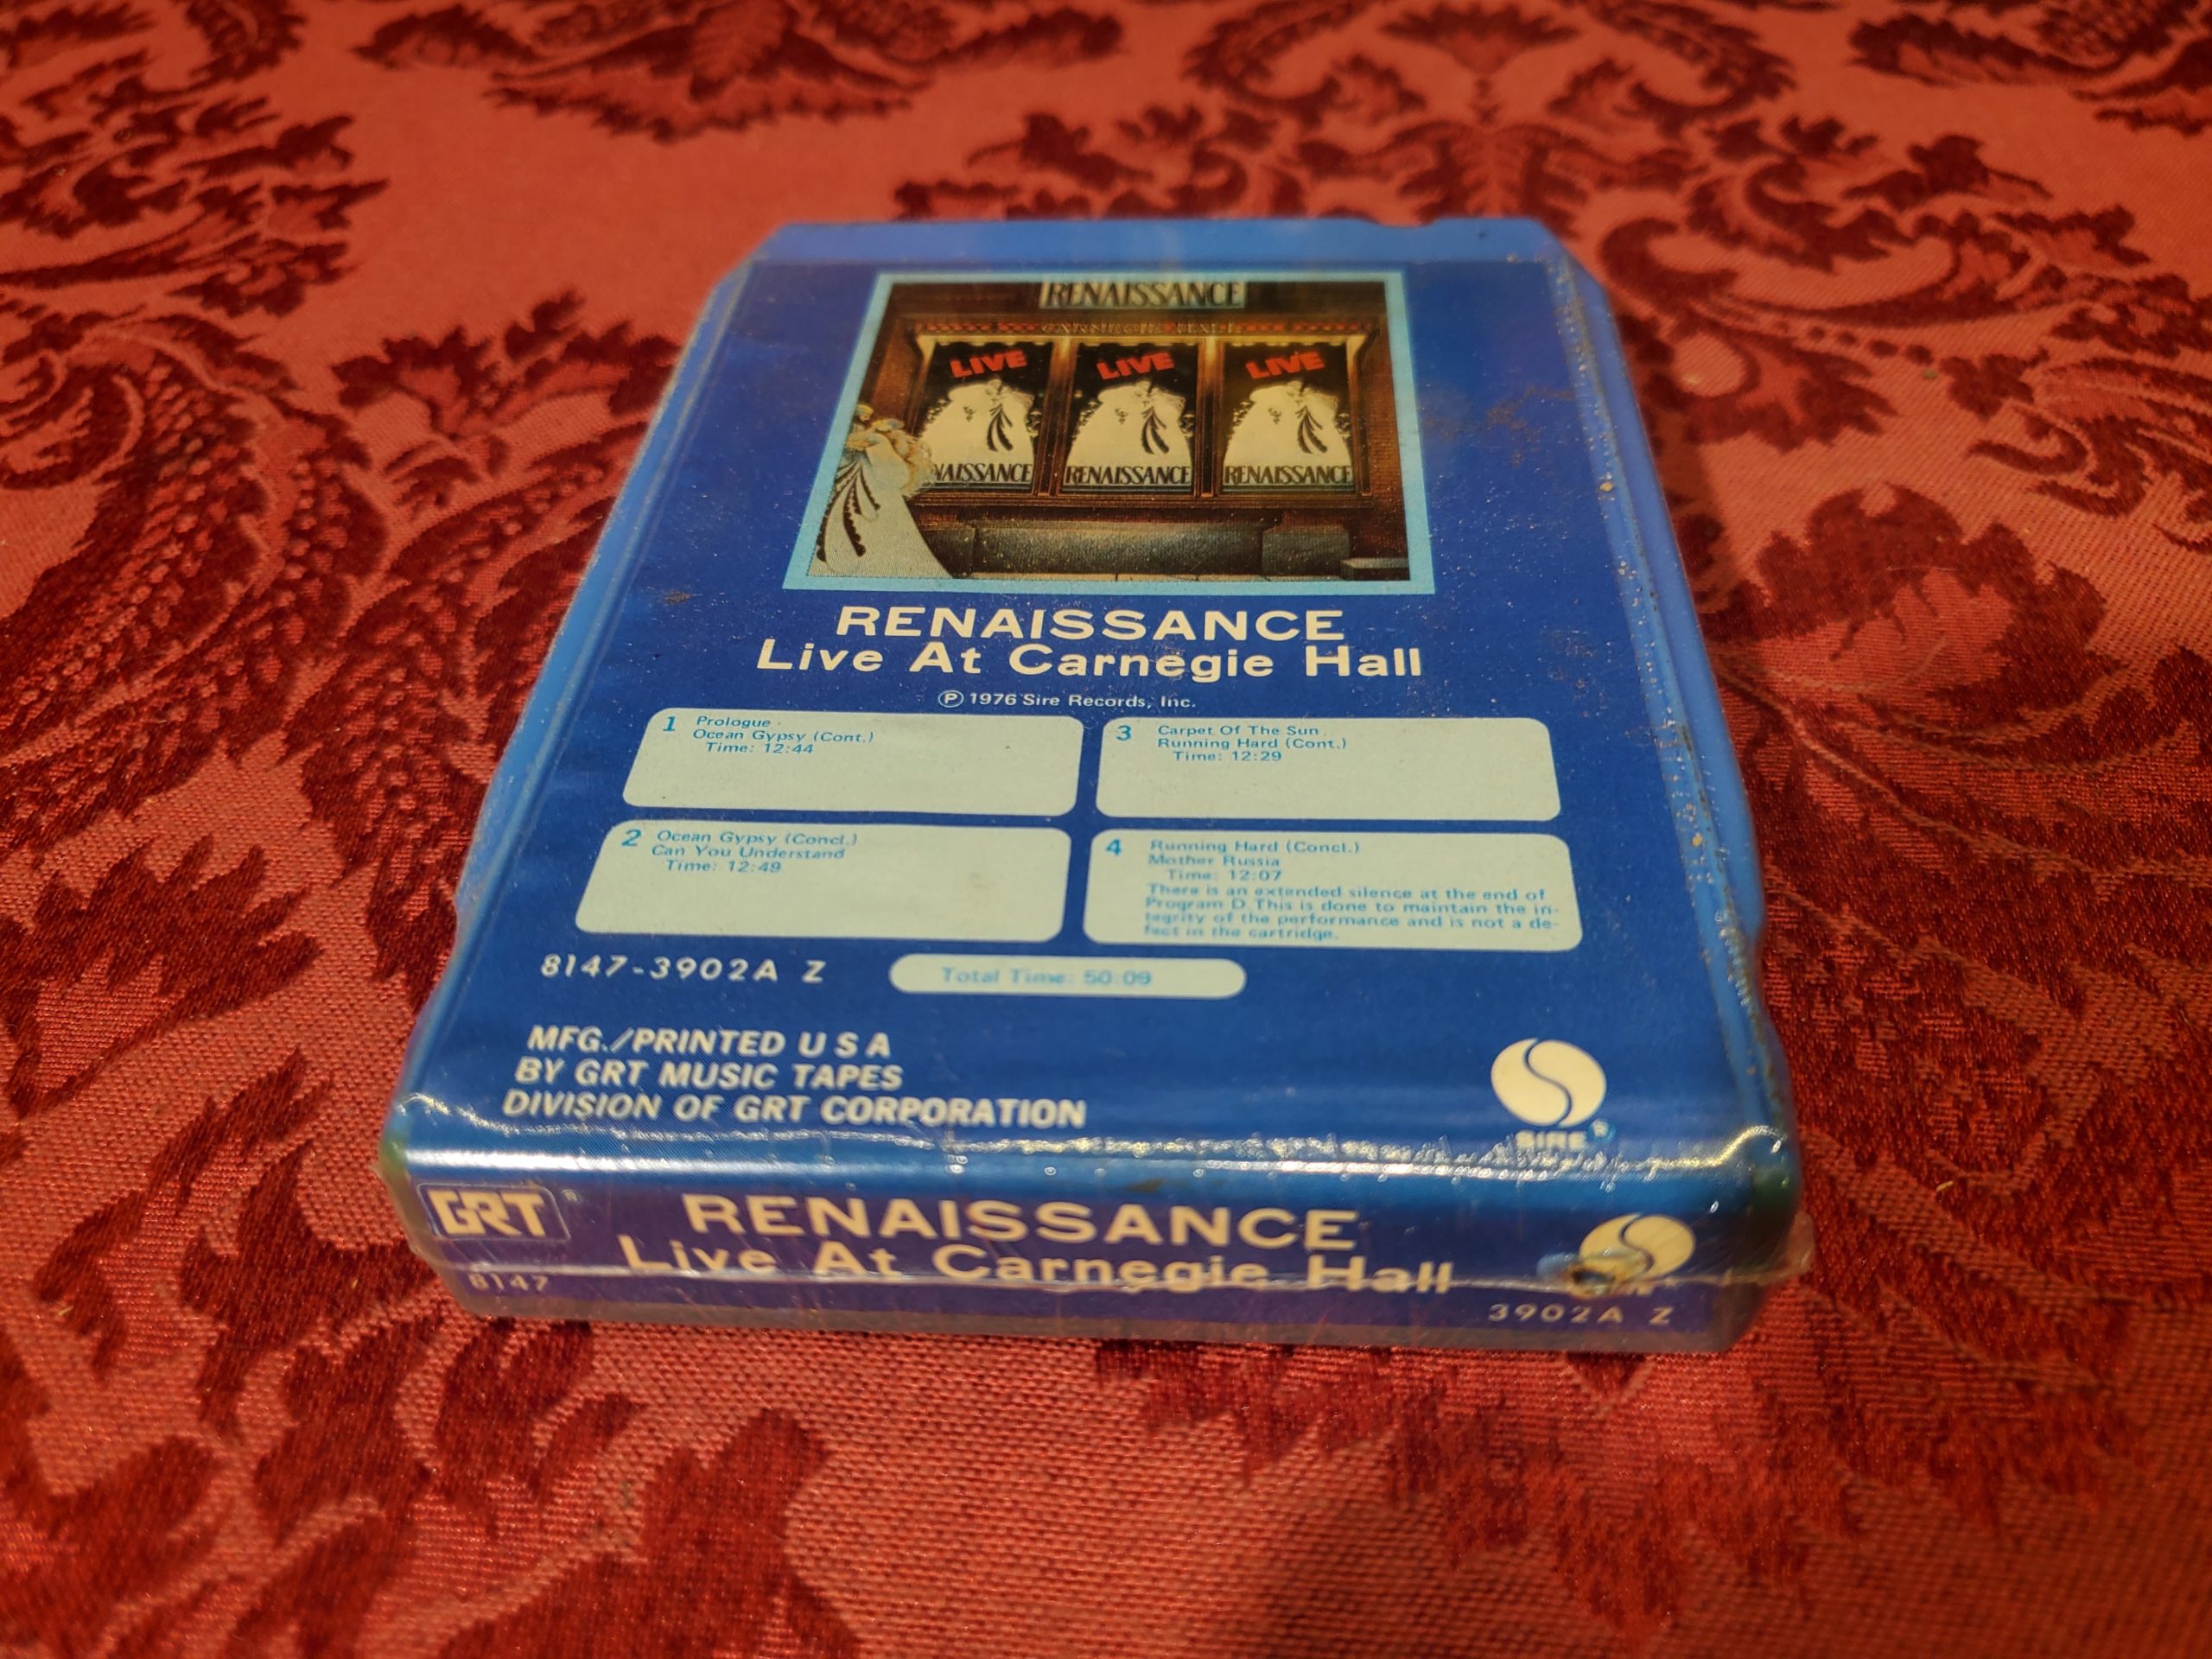 RENAISSANCE
CARNEGIE HALL
LIVE LIVE LIVE
NAISSANCE RENAISSANCE RENAISSANCE
RENAISSANCE
Live At Carnegie Hall
Ⓟ 1976 Sire Records, Inc.
1 Prologue
Ocean Gypsy (Cont.)
Time: 12:44
2 Ocean Gypsy (Concl.)
Can You Understand
Time: 12:49
3 Carpet Of The Sun
Running Hard (Cont.)
Time: 12:29
4 Running Hard (Concl.)
Mother Russia
Time: 12:07
There is an extended silence at the end of
Program D. This is done to maintain the in-
tegrity of the performance and is not a de-
fect in the cartridge.
8147-3902A Z
Total Time: 50:09
MFG./PRINTED U S A
BY GRT MUSIC TAPES
DIVISION OF GRT CORPORATION
SIRE®
GRT®
RENAISSANCE
Live At Carnegie Hall
8147
3902A Z